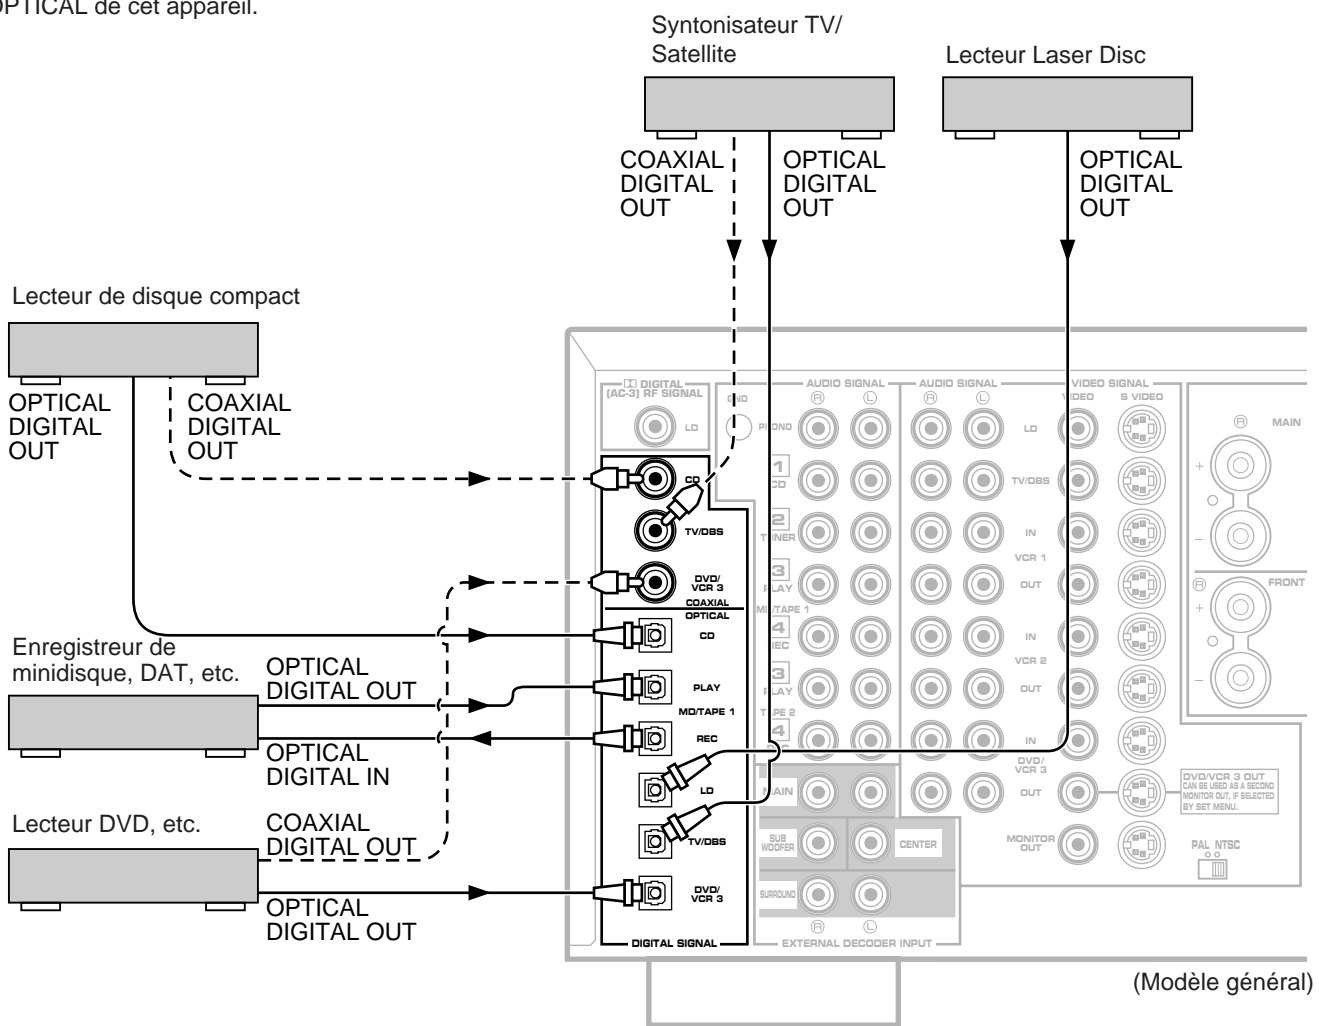 OPTICAL de cet appareil.
Syntonisateur TV/
Satellite
Lecteur Laser Disc
COAXIAL
DIGITAL
OUT
OPTICAL
DIGITAL
OUT
OPTICAL
DIGITAL
OUT
Lecteur de disque compact
OPTICAL
DIGITAL
OUT
COAXIAL
DIGITAL
OUT
Enregistreur de
minidisque, DAT, etc.
OPTICAL
DIGITAL OUT
OPTICAL
DIGITAL IN
Lecteur DVD, etc.
COAXIAL
DIGITAL OUT
OPTICAL
DIGITAL OUT
DIGITAL
(AC-3) RF SIGNAL
LD
CD
TV/DBS
DVD/
VCR 3
COAXIAL
OPTICAL
CD
PLAY
MD/TAPE 1
REC
LD
TV/DBS
DVD/
VCR 3
DIGITAL SIGNAL
AUDIO SIGNAL
GND
R L
PHONO
1
CD
2
TUNER
3
PLAY
MD/TAPE 1
4
REC
3
PLAY
TAPE 2
4
REC
MAIN
SUB
WOOFER
CENTER
SURROUND
R L
EXTERNAL DECODER INPUT
AUDIO SIGNAL
R L
VIDEO SIGNAL
VIDEO
S VIDEO
LD
TV/DBS
IN
VCR 1
OUT
IN
VCR 2
OUT
IN
DVD/
VCR 3
OUT
MONITOR
OUT
DVD/VCR 3 OUT
CAN BE USED AS A SECOND
MONITOR OUT, IF SELECTED
BY SET MENU.
PAL NTSC
R
MAIN
+
–
R
FRONT
+
–
(Modèle général)